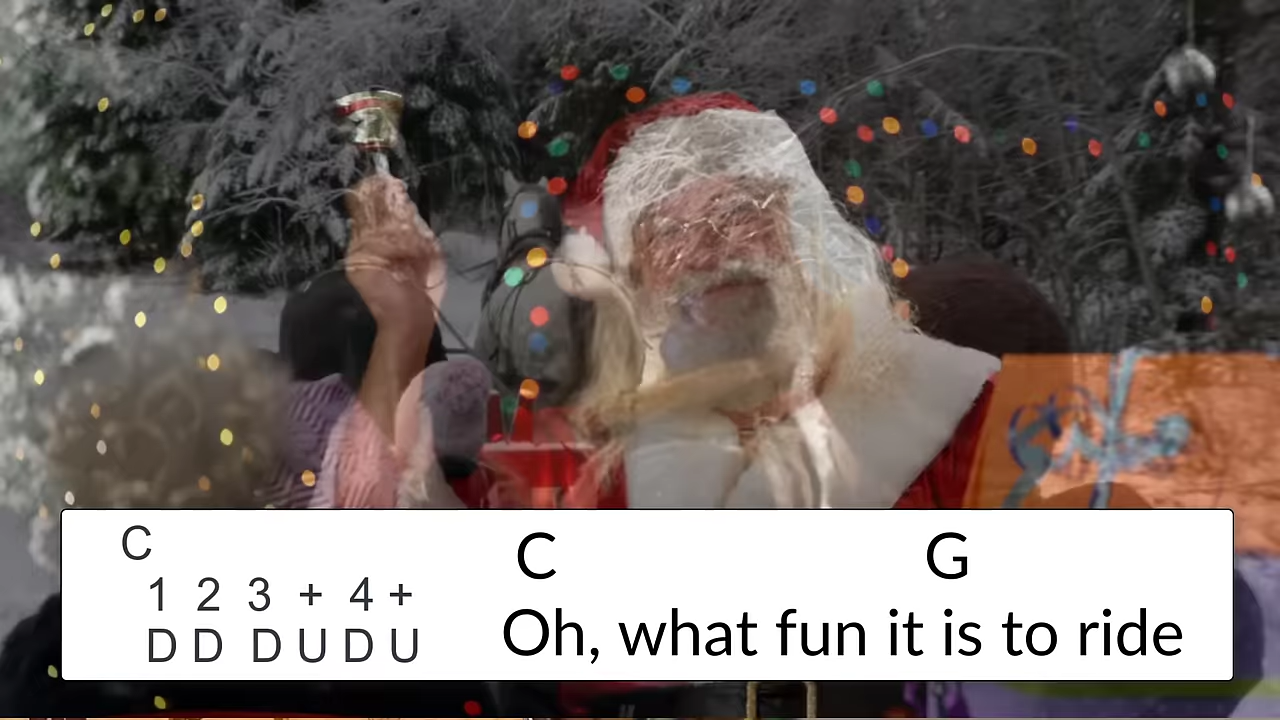 C
1 2 3 + 4 +
D D D U D U
C G
Oh, what fun it is to ride